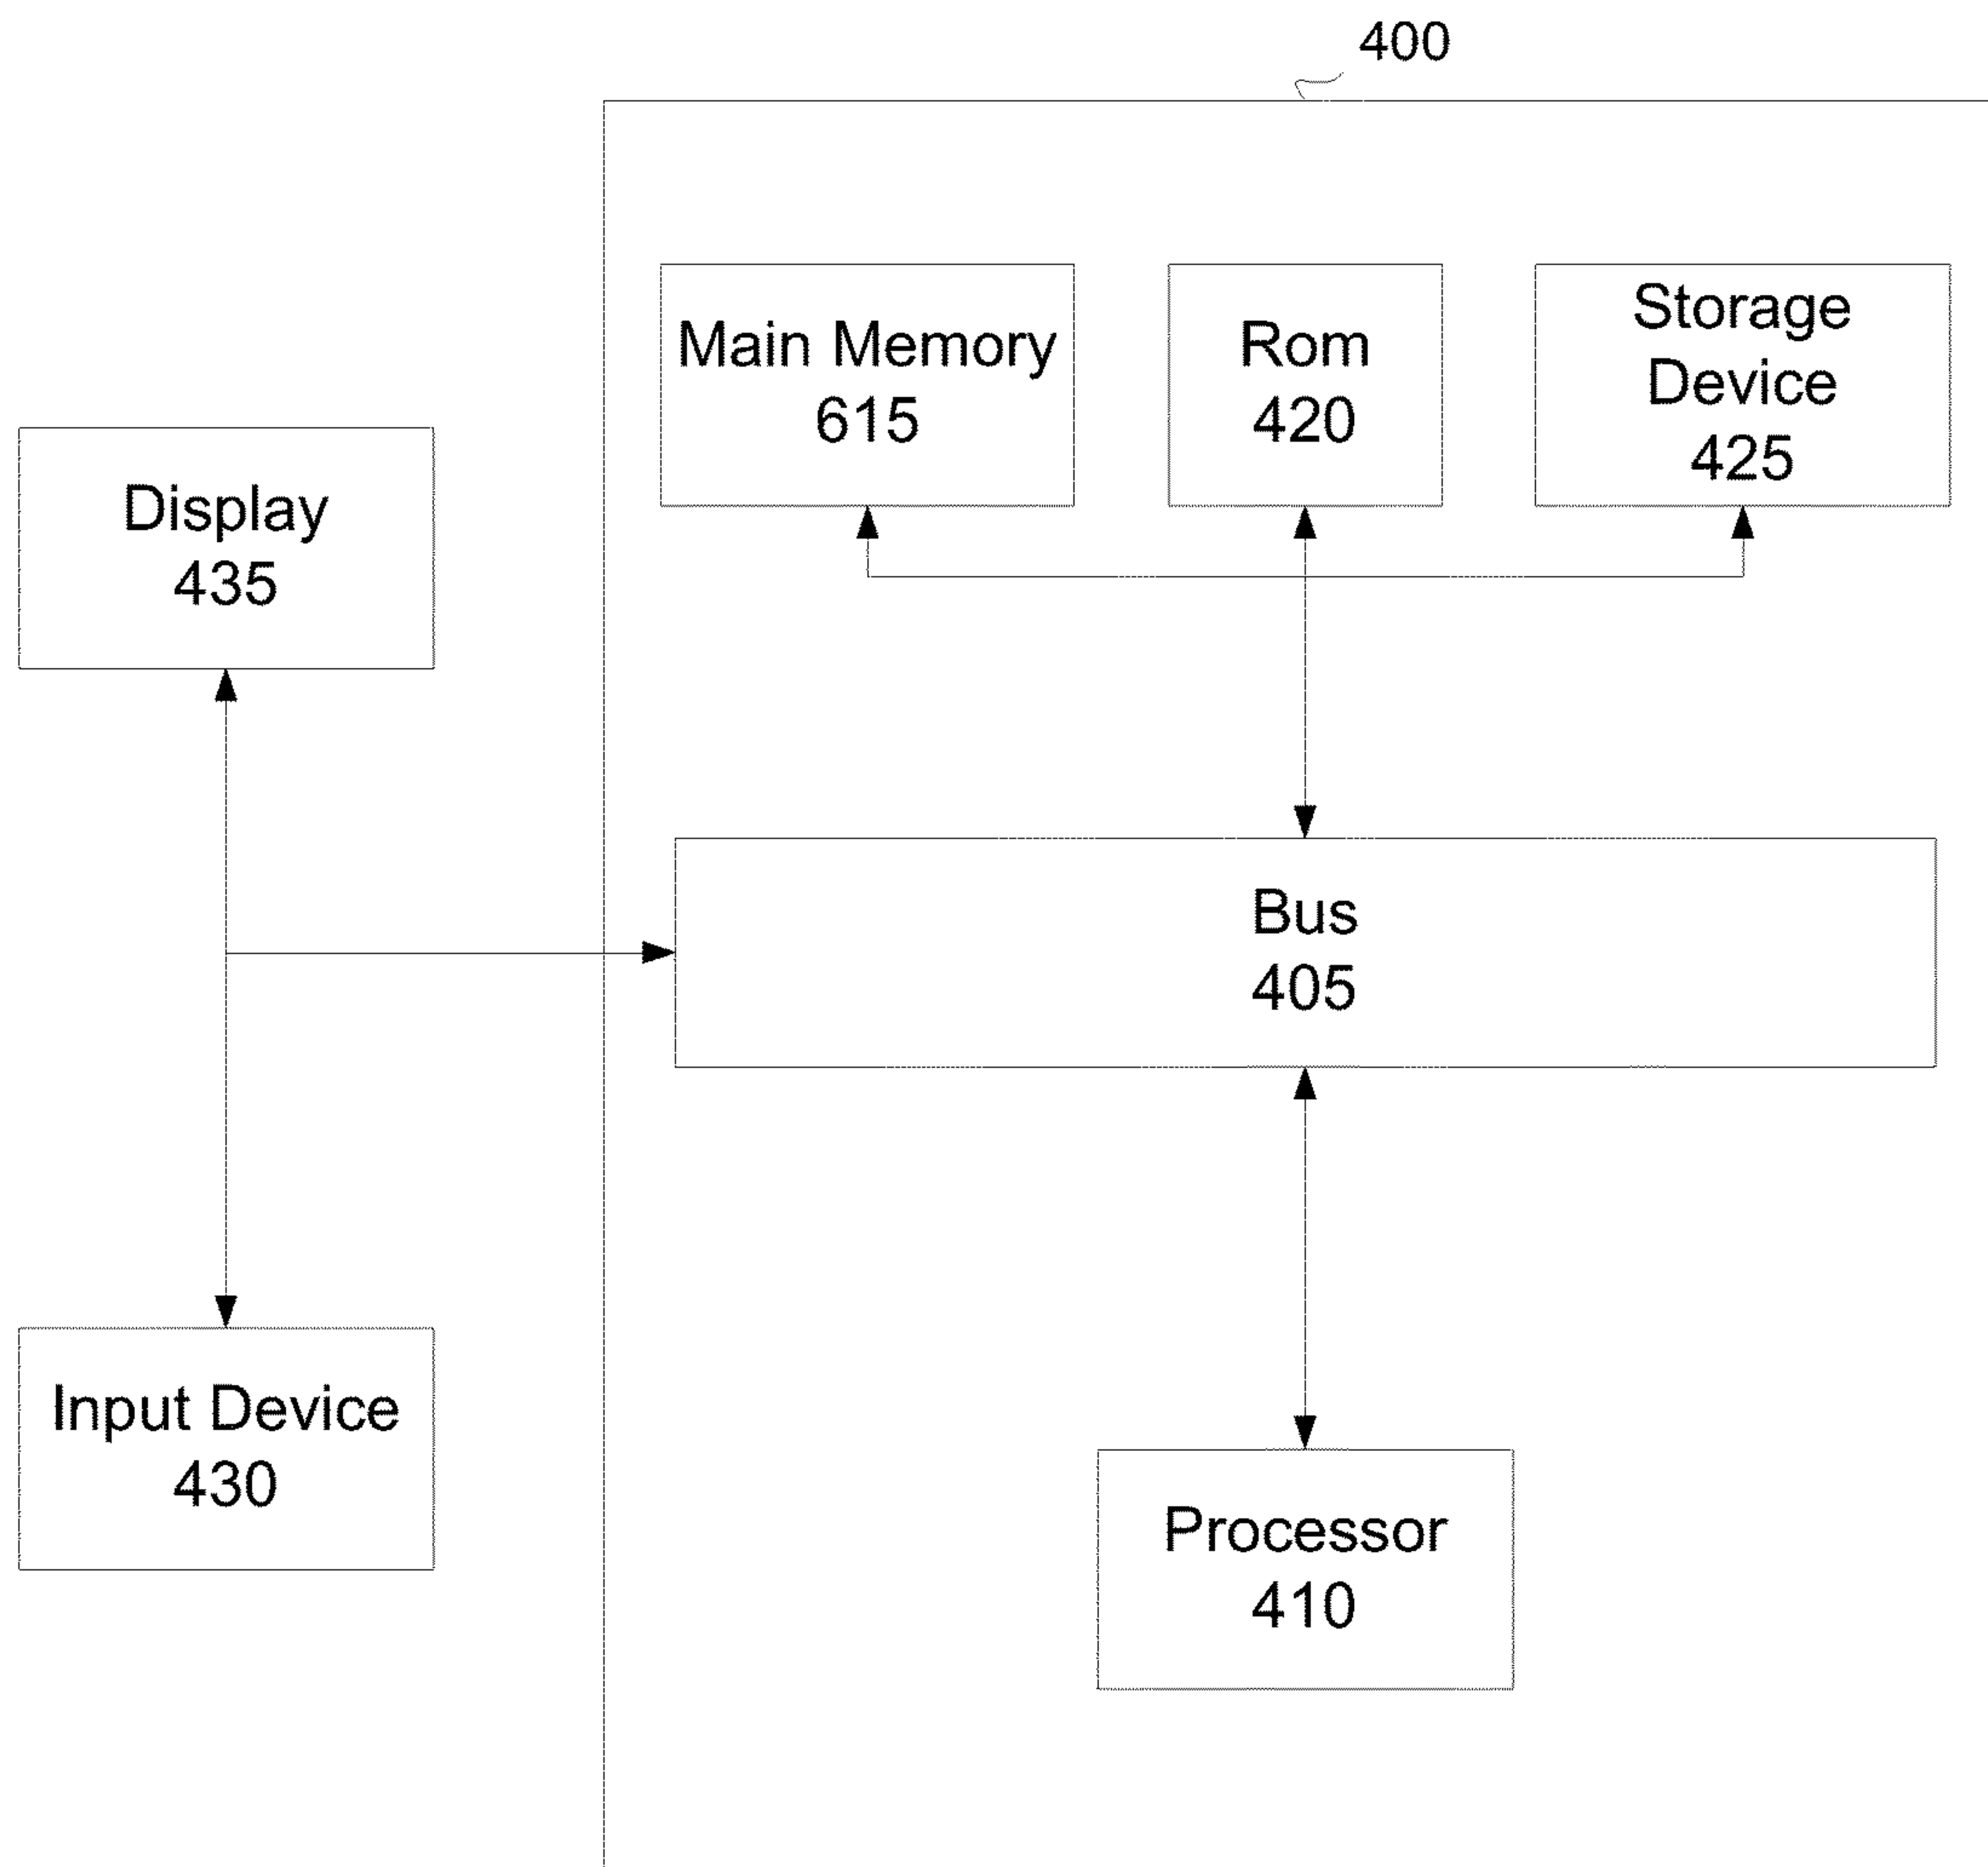 400
Main Memory
615
Rom
420
Storage
Device
425
Display
435
Bus
405
Input Device
430
Processor
410